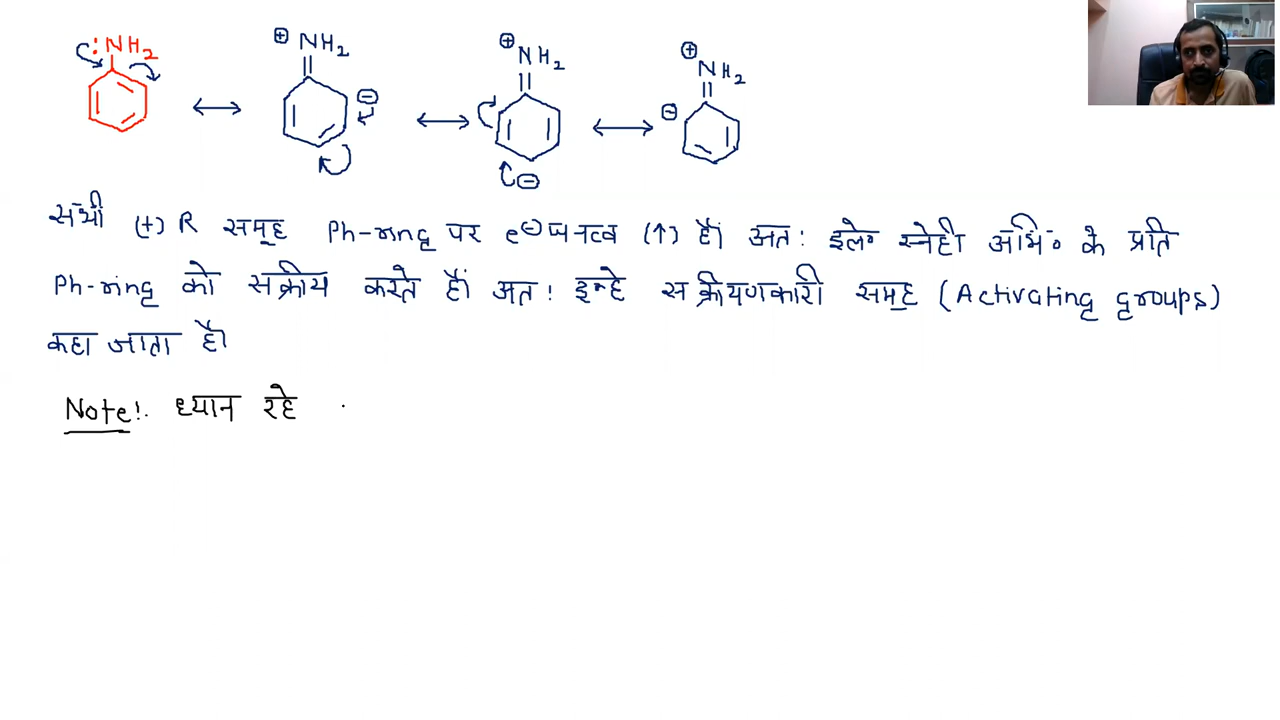 :NH2 ⊕NH2 ⊕NH2 ⊕NH2
⊖ ⊖ ⊖
सभी (+) R समूह Ph-ring पर e⊖घनत्व (↑) है। अत: इले० स्नेही अभि० के प्रति
Ph-ring को सक्रीय करते हैं। अत: इन्हे सक्रीयणकारी समूह (Activating groups)
कहा जाता है।
Note:. ध्यान रहे